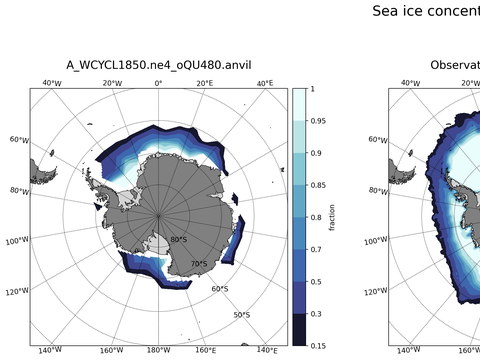 Sea ice concent
A_WCYCL1850.ne4_oQU480.anvil
Observat
40°W 20°W 0° 20°E 40°E
40°W
60°W
60°W
80°W
80°W
100°W
100°W
120°W
120°W
140°W 160°W 180°W 160°E 140°E
140°W 160
80°S
70°S
60°S
50°S
1
0.95
0.9
0.85
0.8
0.7
0.5
0.3
0.15
fraction